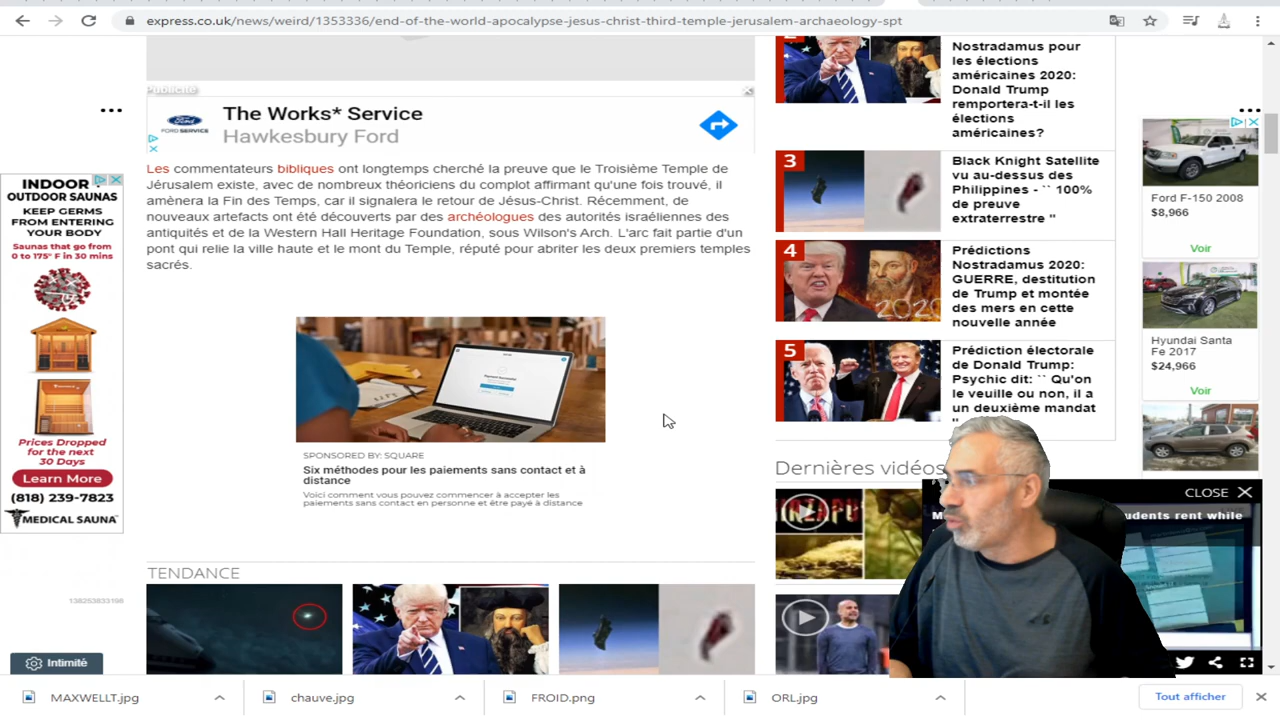 express.co.uk/news/weird/1353336/end-of-the-world-apocalypse-jesus-christ-third-temple-jerusalem-archaeology-spt
Publicité
FORD SERVICE
The Works* Service
Hawkesbury Ford
Les commentateurs bibliques ont longtemps cherché la preuve que le Troisième Temple de
Jérusalem existe, avec de nombreux théoriciens du complot affirmant qu'une fois trouvé, il
amènera la Fin des Temps, car il signalera le retour de Jésus-Christ. Récemment, de
nouveaux artefacts ont été découverts par des archéologues des autorités israéliennes des
antiquités et de la Western Hall Heritage Foundation, sous Wilson's Arch. L'arc fait partie d'un
pont qui relie la ville haute et le mont du Temple, réputé pour abriter les deux premiers temples
sacrés.
INDOOR
OUTDOOR SAUNAS
KEEP GERMS
FROM ENTERING
YOUR BODY
Saunas that go from
0 to 175° F in 30 mins
Prices Dropped
for the next
30 Days
Learn More
(818) 239-7823
MEDICAL SAUNA
SPONSORED BY: SQUARE
Six méthodes pour les paiements sans contact et à
distance
Voici comment vous pouvez commencer à accepter les
paiements sans contact en personne et être payé à distance
TENDANCE
138253833196
Intimité
Nostradamus pour
les élections
américaines 2020:
Donald Trump
remportera-t-il les
élections
américaines?
3
Black Knight Satellite
vu au-dessus des
Philippines - `` 100%
de preuve
extraterrestre ''
4
2020
Prédictions
Nostradamus 2020:
GUERRE, destitution
de Trump et montée
des mers en cette
nouvelle année
5
Prédiction électorale
de Donald Trump:
Psychic dit: `` Qu'on
le veuille ou non, il a
un deuxième mandat
''
Dernières vidéos
Ford F-150 2008
$8,966
Voir
Hyundai Santa
Fe 2017
$24,966
Voir
CLOSE
udents rent while
MAXWELLT.jpg
chauve.jpg
FROID.png
ORL.jpg
Tout afficher